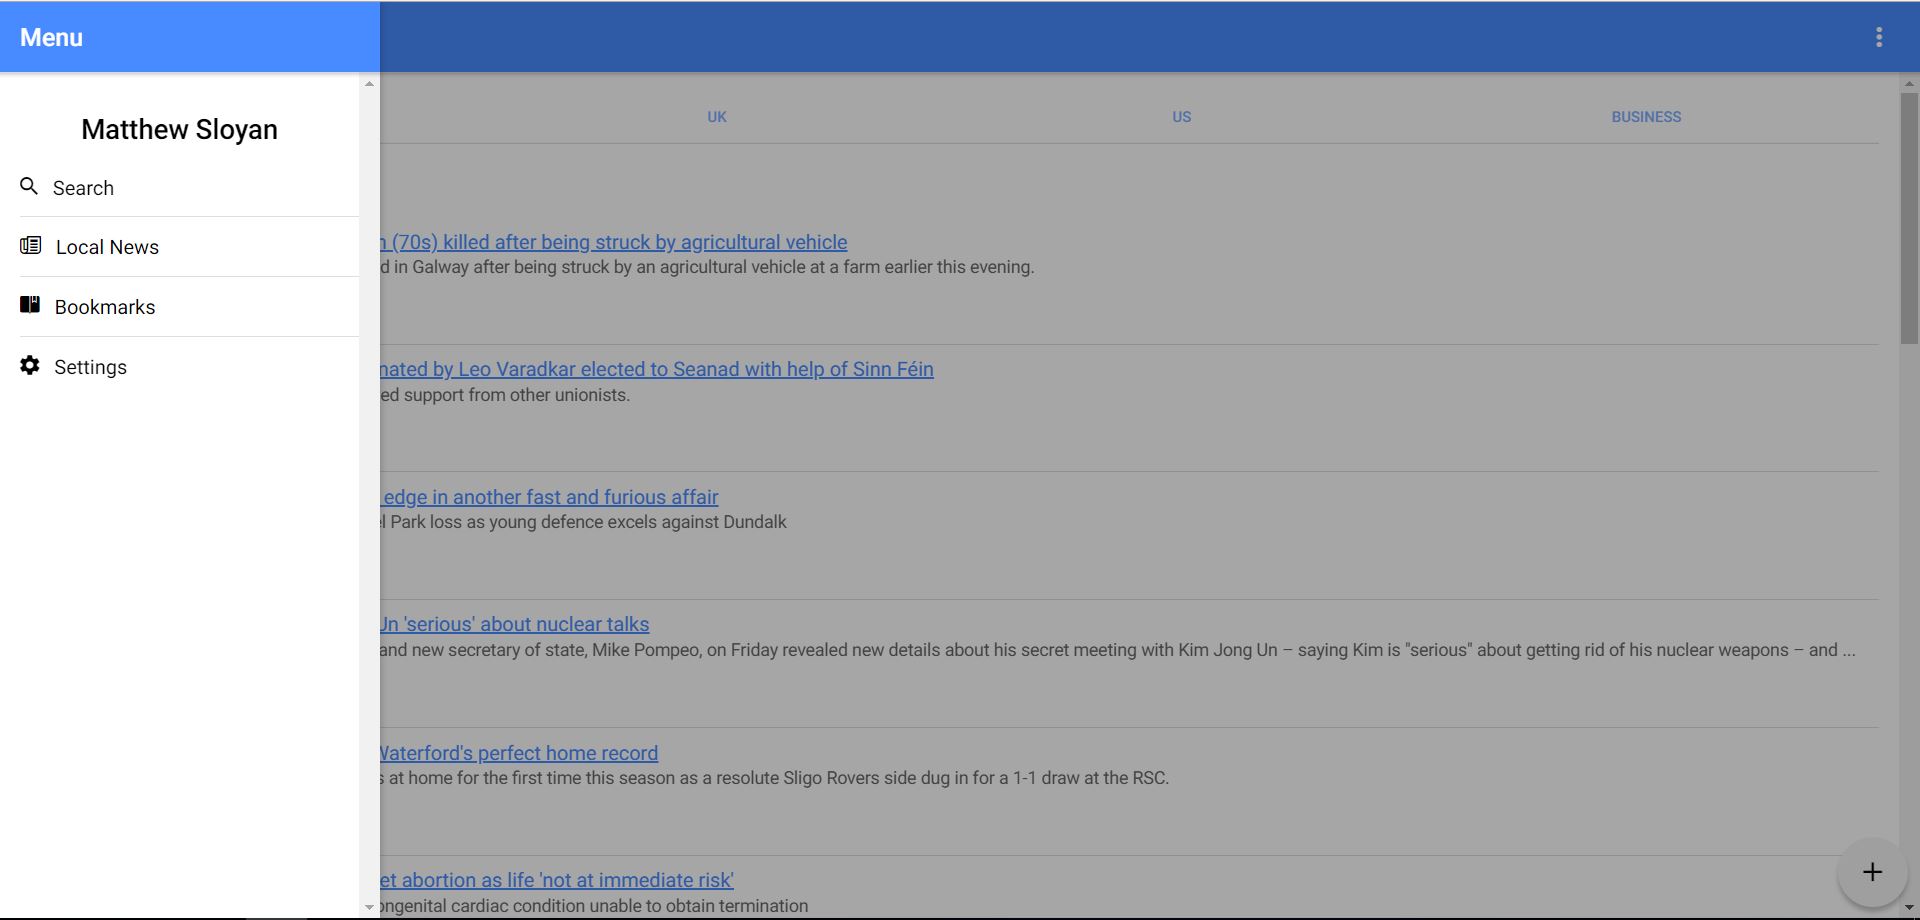 Menu
Matthew Sloyan
Search
Local News
Bookmarks
Settings
UK
US
BUSINESS
(70s) killed after being struck by agricultural vehicle
in Galway after being struck by an agricultural vehicle at a farm earlier this evening.
by Leo Varadkar elected to Seanad with help of Sinn Féin
support from other unionists.
edge in another fast and furious affair
Park loss as young defence excels against Dundalk
Un 'serious' about nuclear talks
and new secretary of state, Mike Pompeo, on Friday revealed new details about his secret meeting with Kim Jong Un – saying Kim is "serious" about getting rid of his nuclear weapons – and ...
Waterford's perfect home record
at home for the first time this season as a resolute Sligo Rovers side dug in for a 1-1 draw at the RSC.
abortion as life 'not at immediate risk'
cardiac condition unable to obtain termination